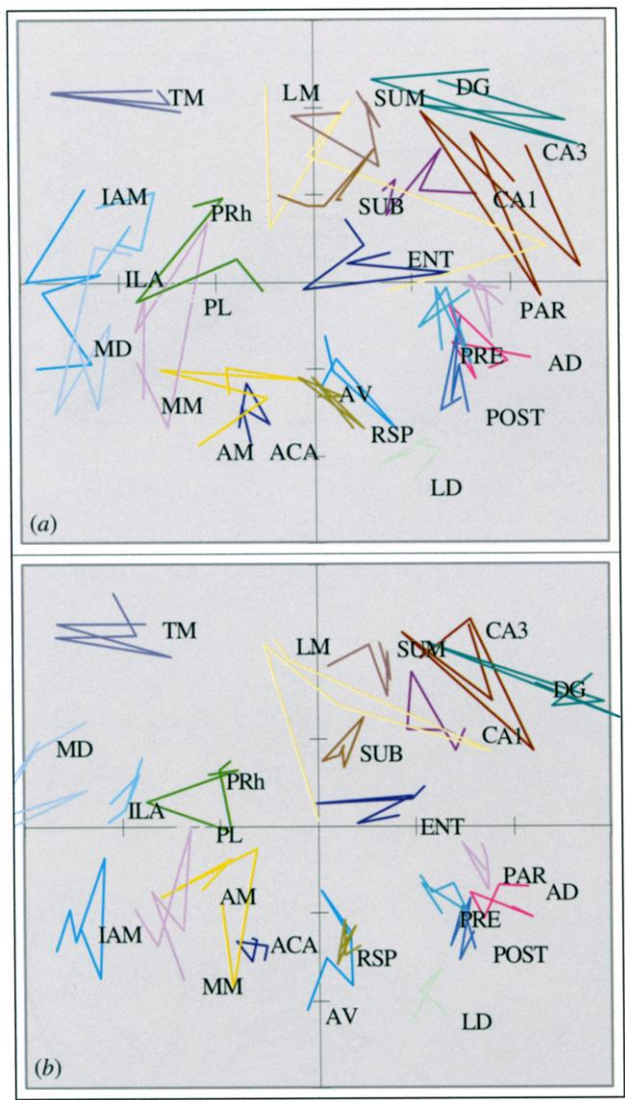 TM
LM
SUM
DG
CA3
IAM
PRh
SUB
CA1
ILA
PL
ENT
PAR
MD
PRE
AD
MM
AV
POST
AM
ACA
RSP
LD
(a)
TM
LM
SUM
CA3
DG
MD
SUB
CA1
ILA
PRh
PL
ENT
AM
PAR
AD
IAM
ACA
RSP
PRE
POST
MM
AV
LD
(b)